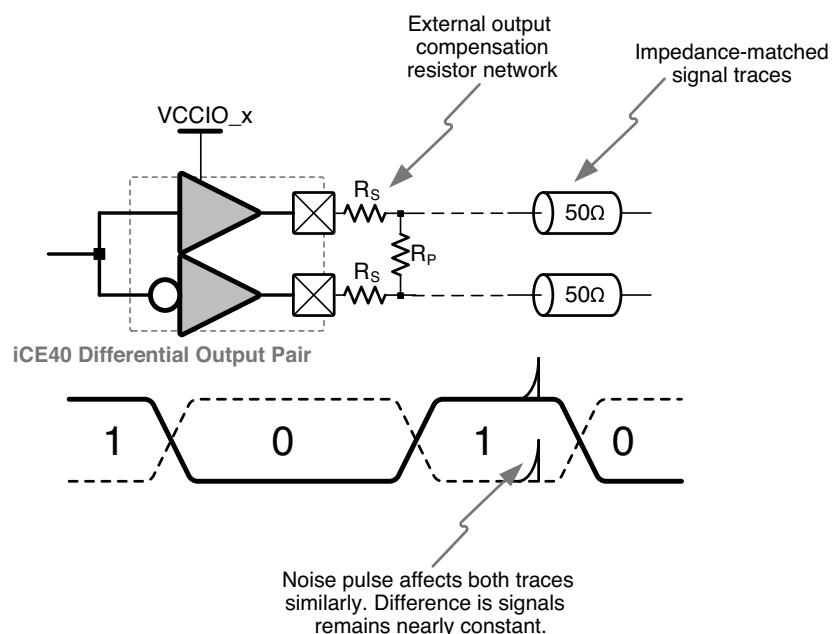 External output
compensation
resistor network
Impedance-matched
signal traces
VCCIO_x
RS
50Ω
RP
RS
50Ω
iCE40 Differential Output Pair
1
0
1
0
Noise pulse affects both traces
similarly. Difference is signals
remains nearly constant.